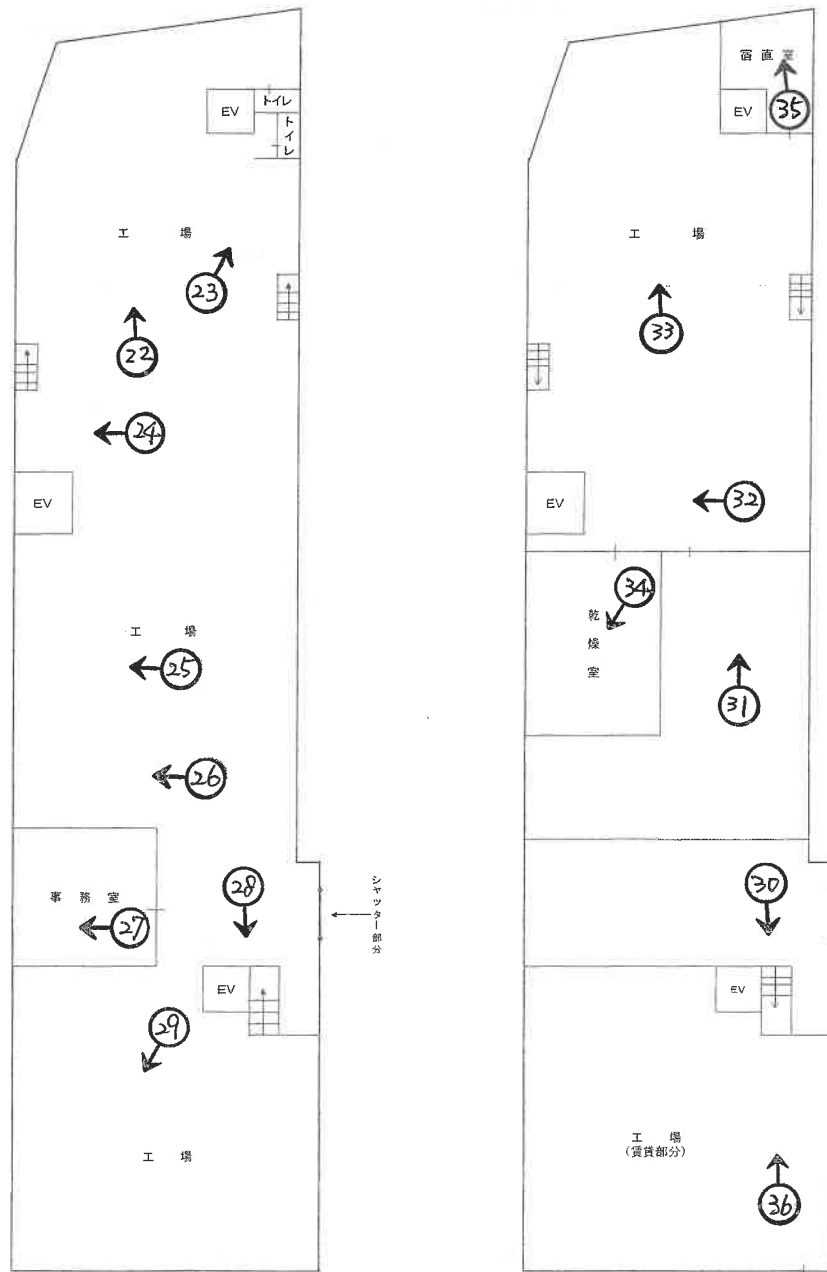 EV
トイレ
トイレ
工場
23
22
24
EV
工場
25
26
事務室
27
28
シャッター部分
EV
29
工場
宿直室
35
EV
工場
33
32
EV
34
乾燥室
31
30
EV
工場
(賃貸部分)
36